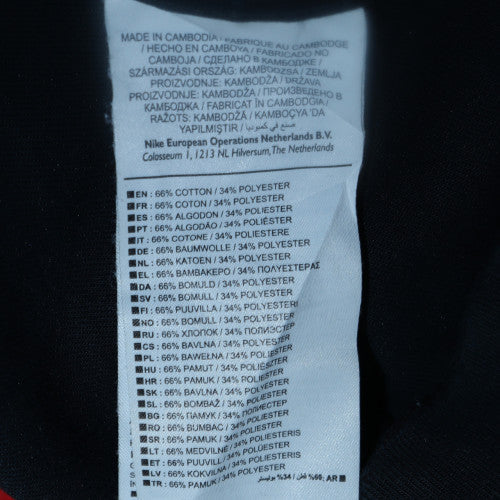 MADE IN CAMBODIA / FABRIQUE AU CAMBODGE
/ HECHO EN CAMBOYA / FABRICADO NO
CAMBOJA / СДЕЛАНО В КАМБОДЖЕ /
SZÁRMAZÁSI ORSZÁG: KAMBODZSA / ZEMLJA
PROIZVODNJE: KAMBODŽA / DRŽAVA
PROIZVODNJE: KAMBODŽA / ПРОИЗВЕДЕНО В
КАМБОДЖА / FABRICAT ÎN CAMBODGIA /
RAŽOTS: KAMBODŽĀ / KAMBOÇYA 'DA
YAPILMIŞTIR / صنع في كمبوديا
Nike European Operations Netherlands B.V.
Colosseum 1, 1213 NL Hilversum, The Netherlands
EN : 66% COTTON / 34% POLYESTER
FR : 66% COTON / 34% POLYESTER
ES : 66% ALGODON / 34% POLIESTER
PT : 66% ALGODÃO / 34% POLIÉSTER
IT : 66% COTONE / 34% POLIESTERE
DE : 66% BAUMWOLLE / 34% POLYESTER
NL : 66% KATOEN / 34% POLYESTER
EL : 66% ΒΑΜΒΑΚΕΡΟ / 34% ΠΟΛΥΕΣΤΕΡΑΣ
DA : 66% BOMULD / 34% POLYESTER
SV : 66% BOMULL / 34% POLYESTER
FI : 66% PUUVILLA / 34% POLYESTERI
NO : 66% BOMULL / 34% POLYESTER
RU : 66% ХЛОПОК / 34% ПОЛИЭСТЕР
CS : 66% BAVLNA / 34% POLYESTER
PL : 66% BAWEŁNA / 34% POLIESTER
HU : 66% PAMUT / 34% POLIÉSZTER
HR : 66% PAMUK / 34% POLIESTER
SK : 66% BAVLNA / 34% POLYESTER
SL : 66% BOMBAŽ / 34% POLIESTER
BG : 66% ПАМУК / 34% ПОЛИЕСТЕР
RO : 66% BUMBAC / 34% POLIESTER
SR : 66% PAMUK / 34% POLIESTER
LT : 66% MEDVILNĖ / 34% POLIESTERIS
ET : 66% PUUVILL / 34% POLÜESTER
LV : 66% KOKVILNA / 34% POLIESTERIS
TR : 66% PAMUK / 34% POLYESTER
AR : 66% قطن / 34% بوليستر